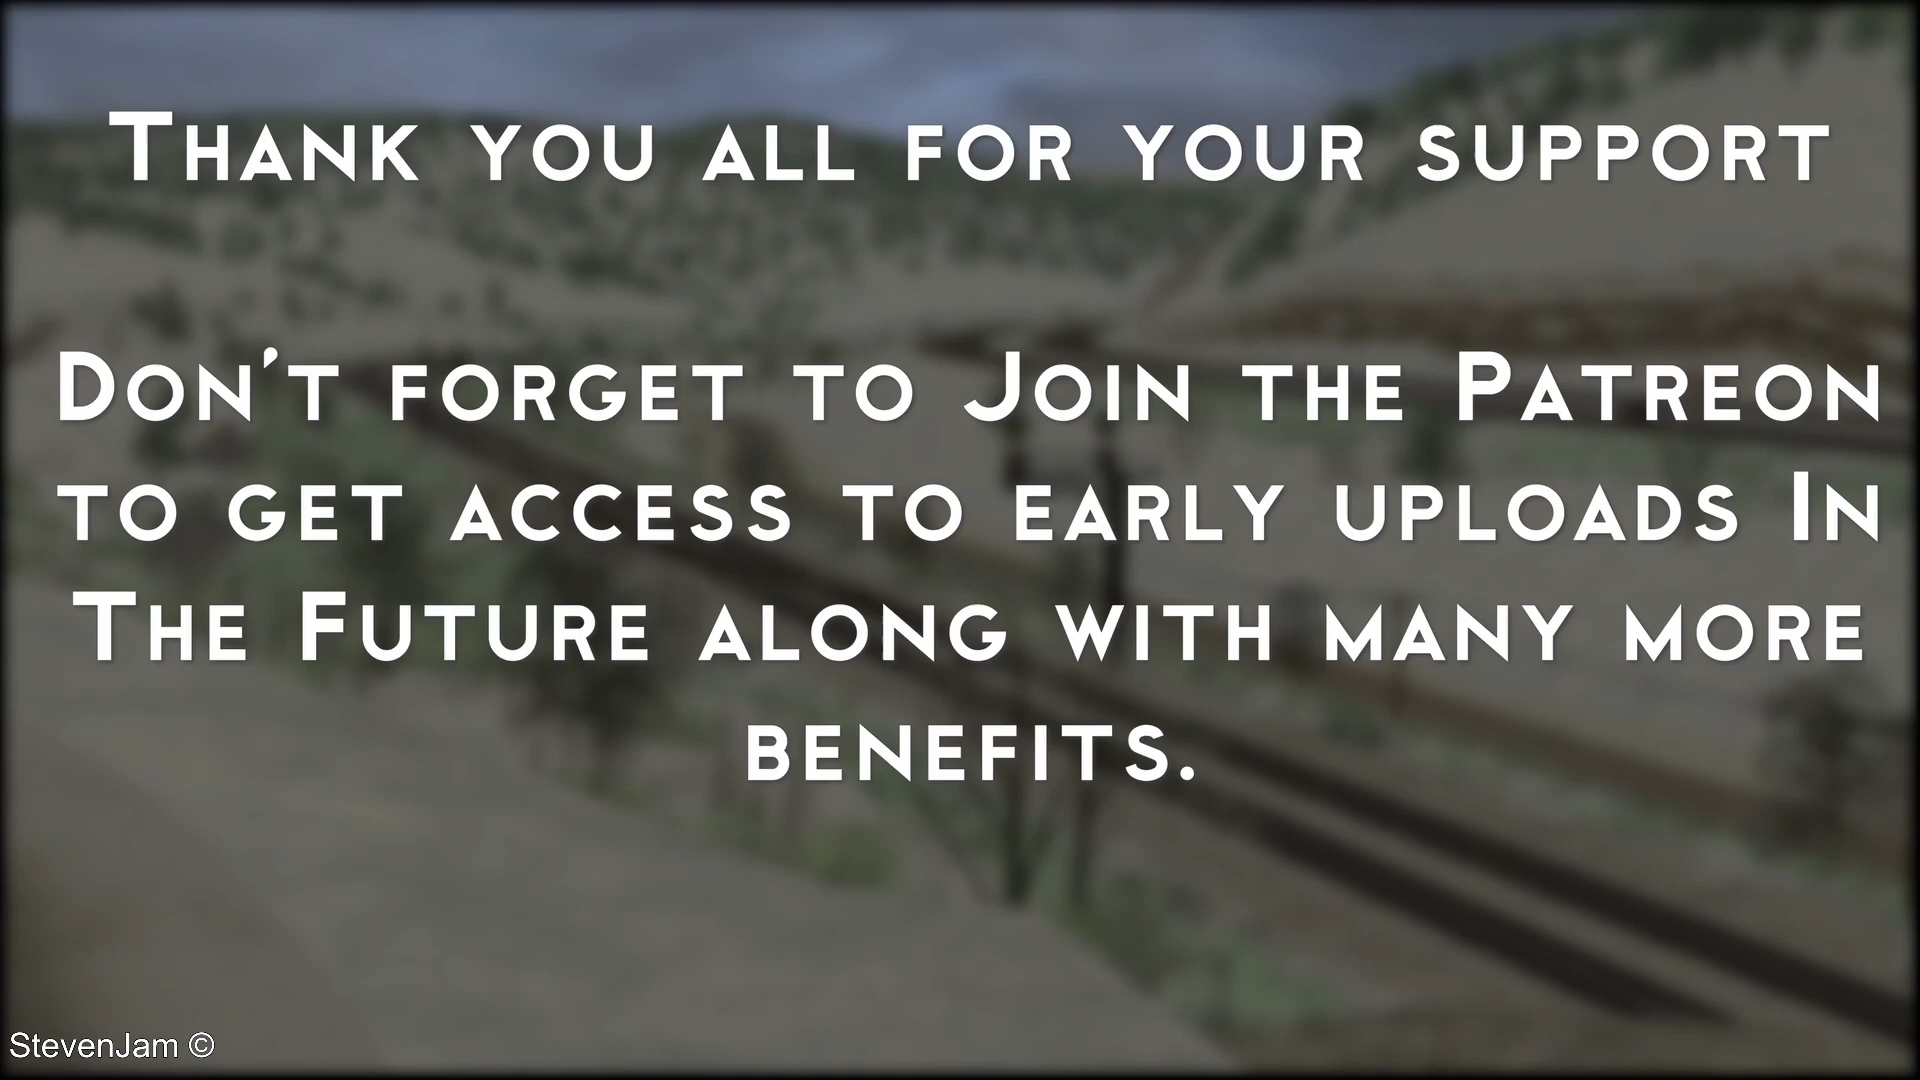 Thank you all for your support
Don't forget to Join the Patreon
to get access to early uploads In
The Future along with many more
benefits.
StevenJam ©